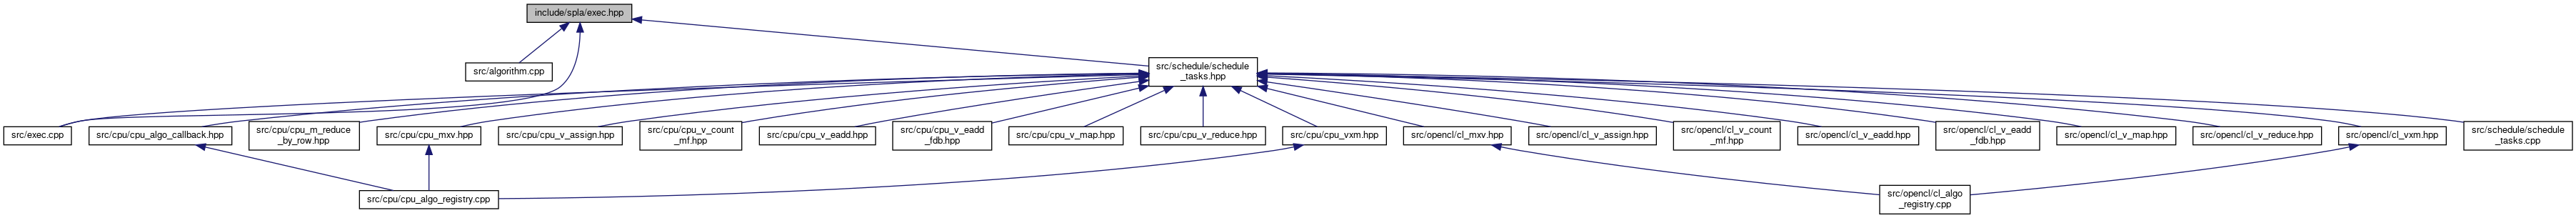 include/spla/exec.hpp
src/algorithm.cpp
src/schedule/schedule
_tasks.hpp
src/exec.cpp
src/cpu/cpu_algo_callback.hpp
src/cpu/cpu_m_reduce
_by_row.hpp
src/cpu/cpu_mxv.hpp
src/cpu/cpu_v_assign.hpp
src/cpu/cpu_v_count
_mf.hpp
src/cpu/cpu_v_eadd.hpp
src/cpu/cpu_v_eadd
_fdb.hpp
src/cpu/cpu_v_map.hpp
src/cpu/cpu_v_reduce.hpp
src/cpu/cpu_vxm.hpp
src/opencl/cl_mxv.hpp
src/opencl/cl_v_assign.hpp
src/opencl/cl_v_count
_mf.hpp
src/opencl/cl_v_eadd.hpp
src/opencl/cl_v_eadd
_fdb.hpp
src/opencl/cl_v_map.hpp
src/opencl/cl_v_reduce.hpp
src/opencl/cl_vxm.hpp
src/schedule/schedule
_tasks.cpp
src/cpu/cpu_algo_registry.cpp
src/opencl/cl_algo
_registry.cpp